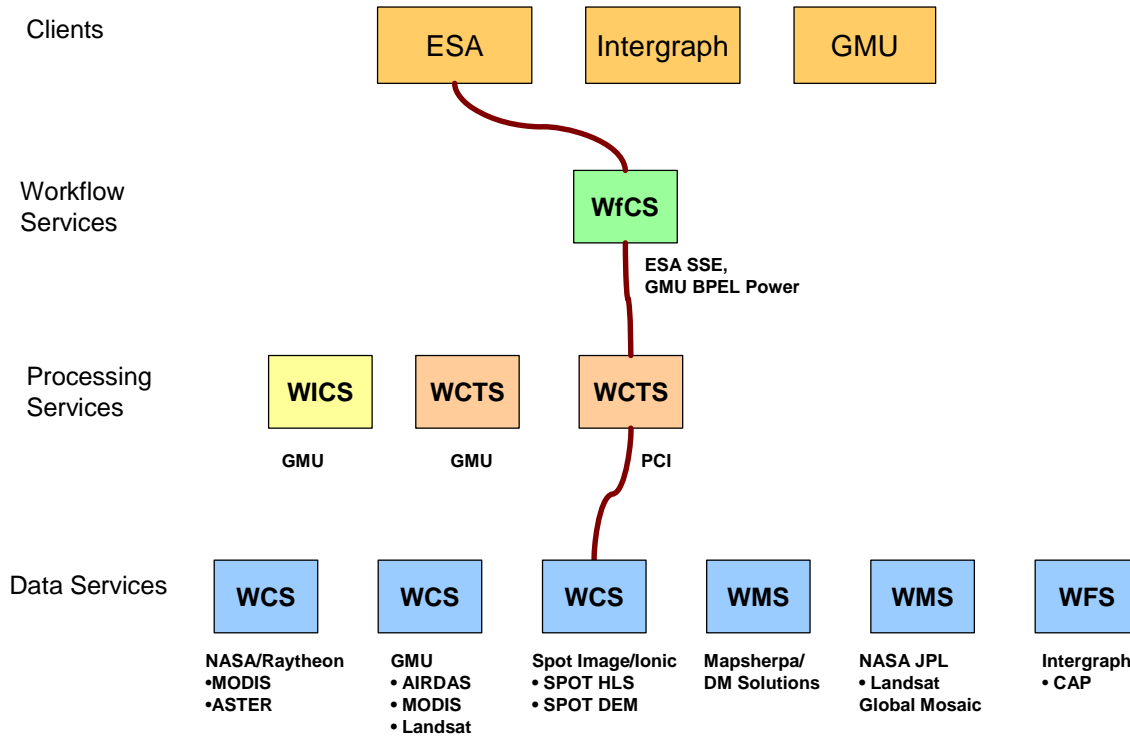 Clients
ESA
Intergraph
GMU
Workflow
Services
WfCS
ESA SSE,
GMU BPEL Power
Processing
Services
WICS
WCTS
WCTS
GMU
GMU
PCI
Data Services
WCS
WCS
WCS
WMS
WMS
WFS
NASA/Raytheon
•MODIS
•ASTER
GMU
• AIRDAS
• MODIS
• Landsat
Spot Image/Ionic
• SPOT HLS
• SPOT DEM
Mapsherpa/
DM Solutions
NASA JPL
• Landsat
Global Mosaic
Intergraph
• CAP